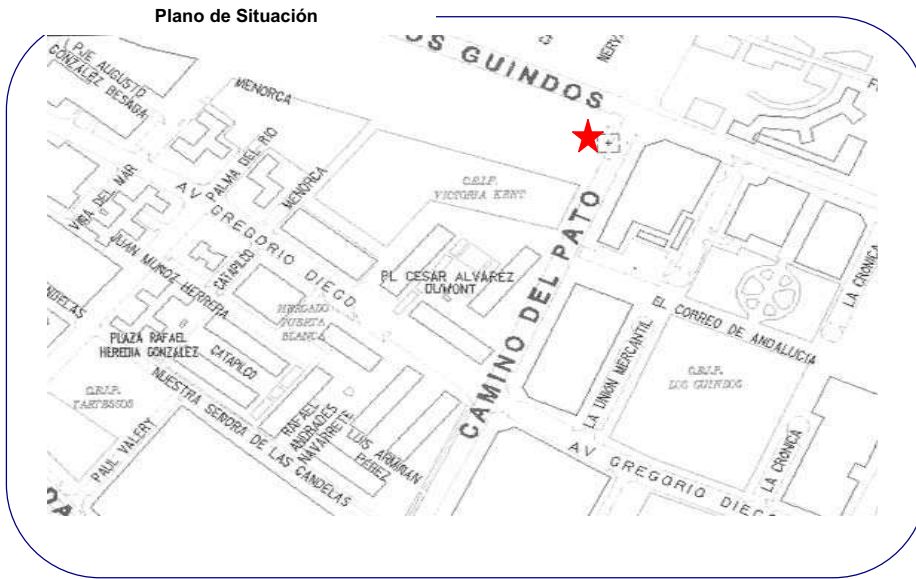 Plano de Situación
OS GUINDOS
PJE AUGUSTO
GONZALEZ BESADA
MENORCA
PALMA DEL RIO
MENORCA
C.E.I.P.
VICTORIA KENT
VIGA DEL MAR
AV GREGORIO DIEGO
JUAN MUÑOZ HERRERA
CATAPILCO
MERCADO
PUERTA
BLANCA
PL CESAR ALVAREZ
DUMONT
CAMINO DEL PATO
LA CRONICA
EL CORREO DE ANDALUCIA
LA UNION MERCANTIL
C.E.I.P.
LOS GUINDOS
PLAZA RAFAEL
HEREDIA GONZALEZ
CATAPILCO
C.E.I.P.
TARTESSOS
NUESTRA SEÑORA DE LAS CANDELAS
RAFAEL
ANDRADES
NAVARRETE
LUIS ARMIÑAN
PEREZ
PAUL VALERY
AV GREGORIO DIEGO
LA CRONICA